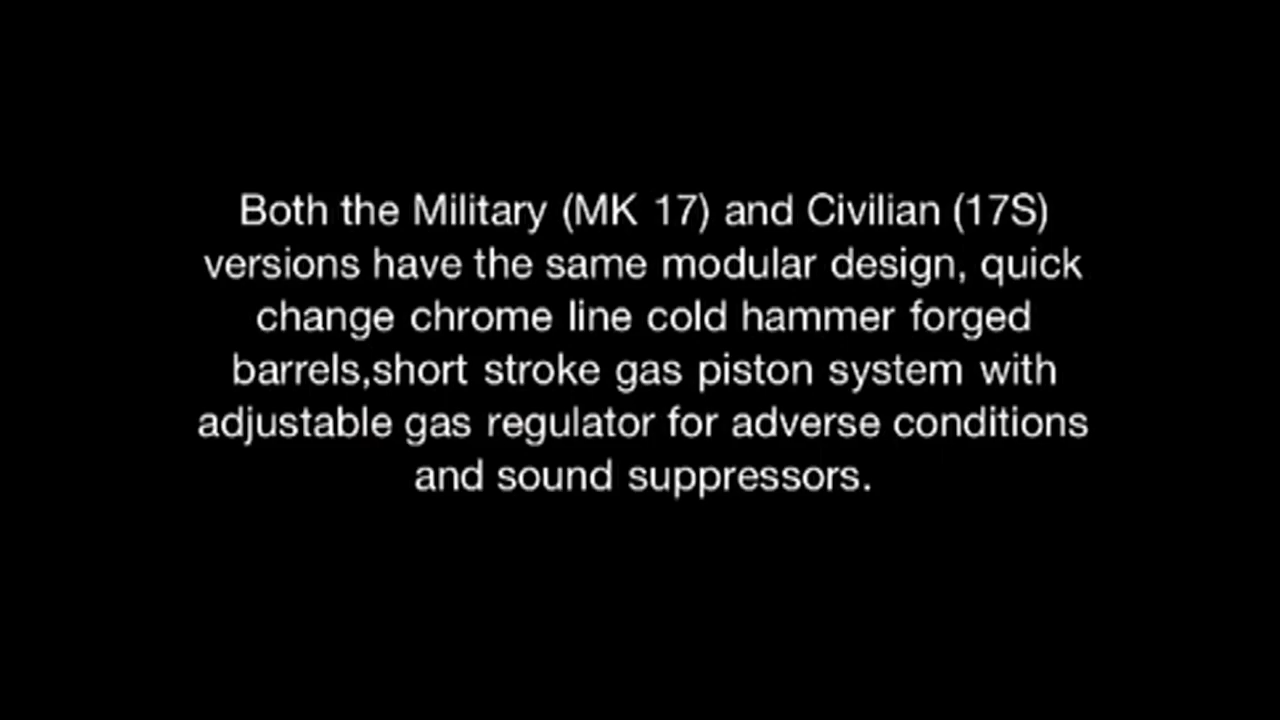 Both the Military (MK 17) and Civilian (17S)
versions have the same modular design, quick
change chrome line cold hammer forged
barrels,short stroke gas piston system with
adjustable gas regulator for adverse conditions
and sound suppressors.